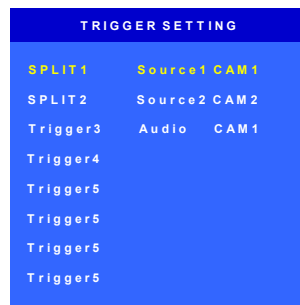 TRIGGER SETTING
SPLIT1 Source1 CAM1
SPLIT2 Source2 CAM2
Trigger3 Audio CAM1
Trigger4
Trigger5
Trigger5
Trigger5
Trigger5